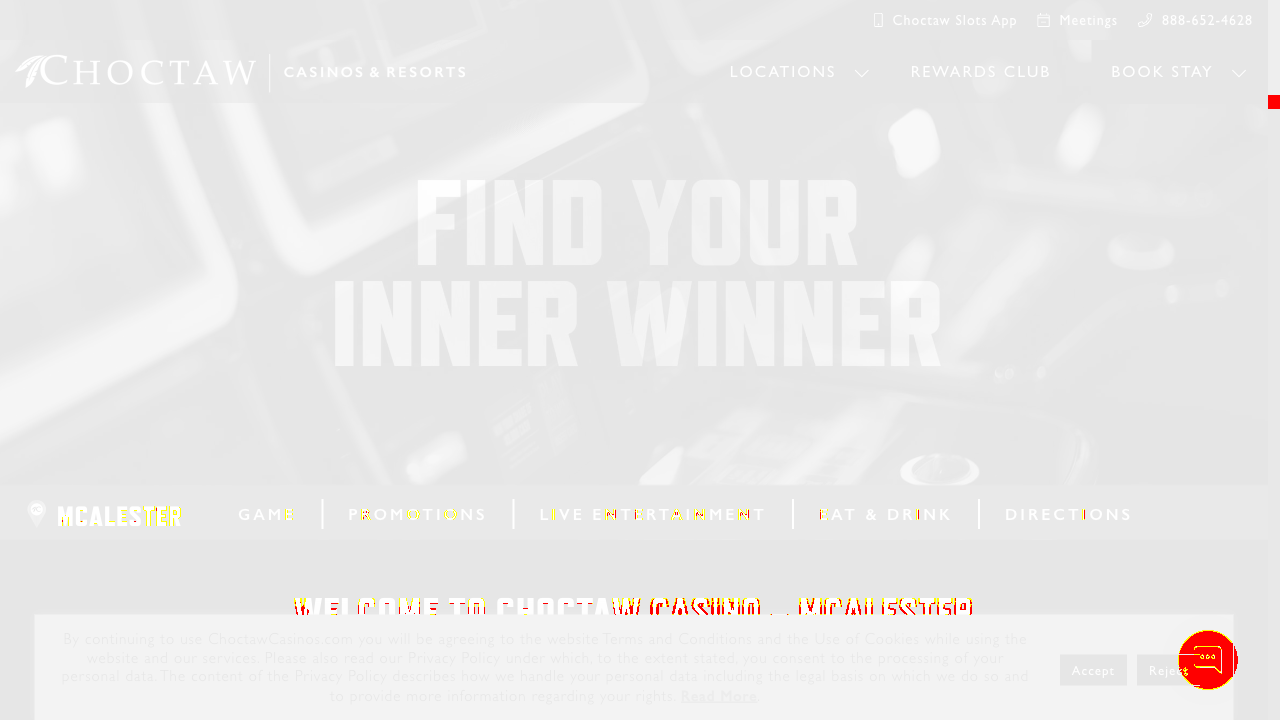 Choctaw Slots App Meetings 888-652-4628
CHOCTAW CASINOS & RESORTS LOCATIONS REWARDS CLUB BOOK STAY
FIND YOUR
INNER WINNER
MCALESTER GAME PROMOTIONS LIVE ENTERTAINMENT EAT & DRINK DIRECTIONS
WELCOME TO CHOCTAW CASINO – MCALESTER
By continuing to use ChoctawCasinos.com you will be agreeing to the website Terms and Conditions and the Use of Cookies while using the
website and our services. Please also read our Privacy Policy under which, to the extent stated, you consent to the processing of your
personal data. The content of the Privacy Policy describes how we handle your personal data including the legal basis on which we do so and
to provide more information regarding your rights. Read More.
Accept Reject